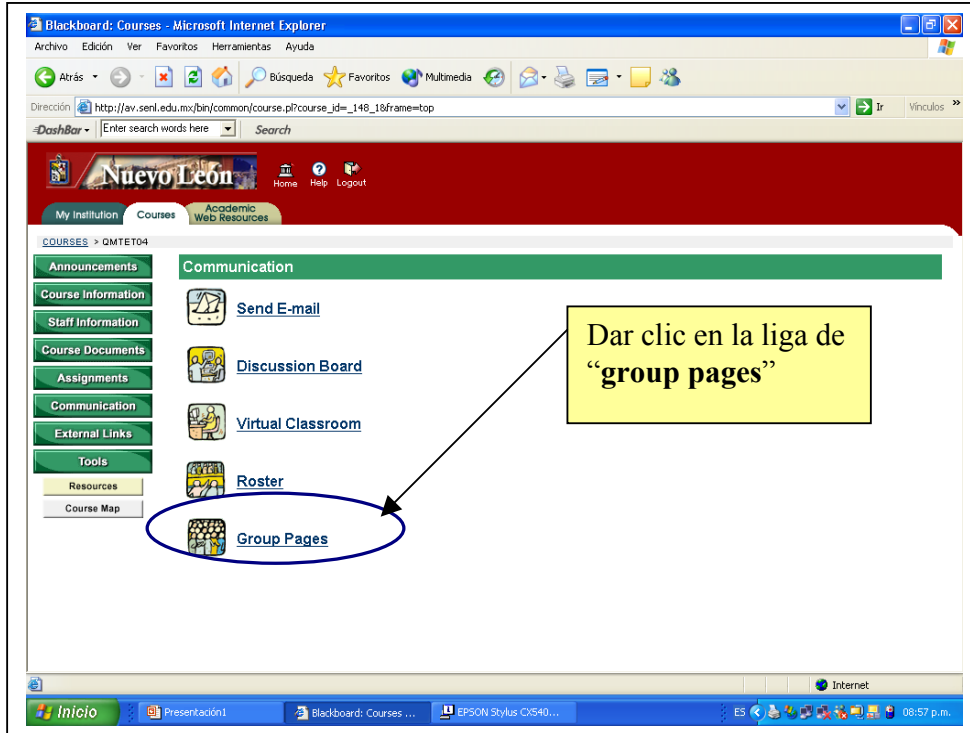 Blackboard: Courses - Microsoft Internet Explorer
Archivo Edición Ver Favoritos Herramientas Ayuda
Atrás Búsqueda Favoritos Multimedia
Dirección http://av.senl.edu.mx/bin/common/course.pl?course_id=_148_1&frame=top Ir Vínculos »
DashBar Enter search words here Search
Nuevo León
Home Help Logout
My Institution Courses Academic Web Resources
COURSES > QMTET04
Announcements
Course Information
Staff Information
Course Documents
Assignments
Communication
External Links
Tools
Resources
Course Map
Communication
Send E-mail
Discussion Board
Virtual Classroom
Roster
Group Pages
Dar clic en la liga de
“group pages”
Internet
Inicio Presentación1 Blackboard: Courses ... EPSON Stylus CX540... ES 08:57 p.m.